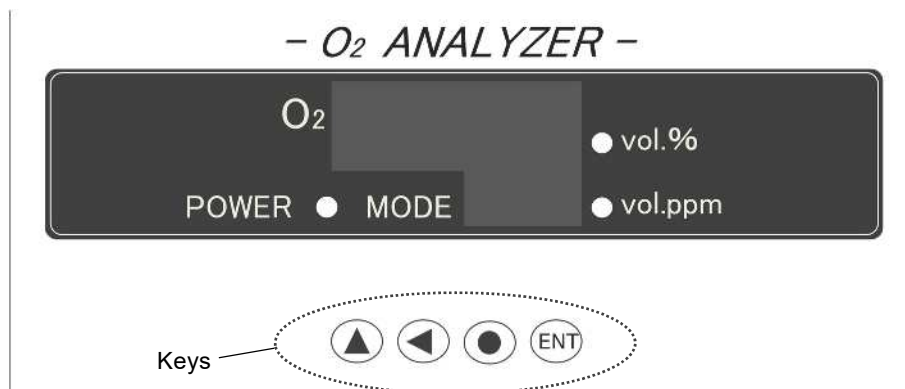 – O₂ ANALYZER –
O₂
vol.%
POWER MODE
vol.ppm
Keys
ENT